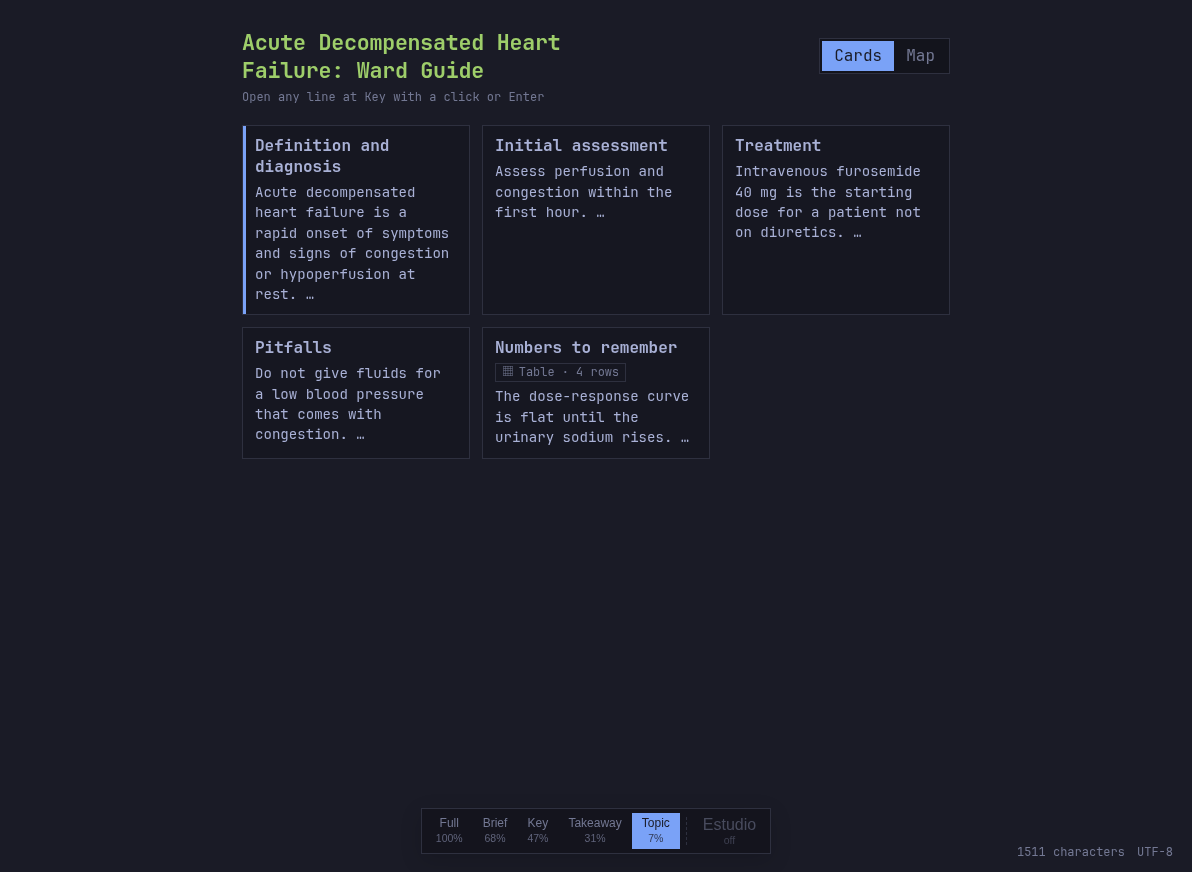 Acute Decompensated Heart
Failure: Ward Guide
Open any line at Key with a click or Enter
Cards
Map
Definition and
diagnosis
Acute decompensated
heart failure is a
rapid onset of symptoms
and signs of congestion
or hypoperfusion at
rest. …
Initial assessment
Assess perfusion and
congestion within the
first hour. …
Treatment
Intravenous furosemide
40 mg is the starting
dose for a patient not
on diuretics. …
Pitfalls
Do not give fluids for
a low blood pressure
that comes with
congestion. …
Numbers to remember
Table · 4 rows
The dose-response curve
is flat until the
urinary sodium rises. …
Full
100%
Brief
68%
Key
47%
Takeaway
31%
Topic
7%
Estudio
off
1511 characters UTF-8